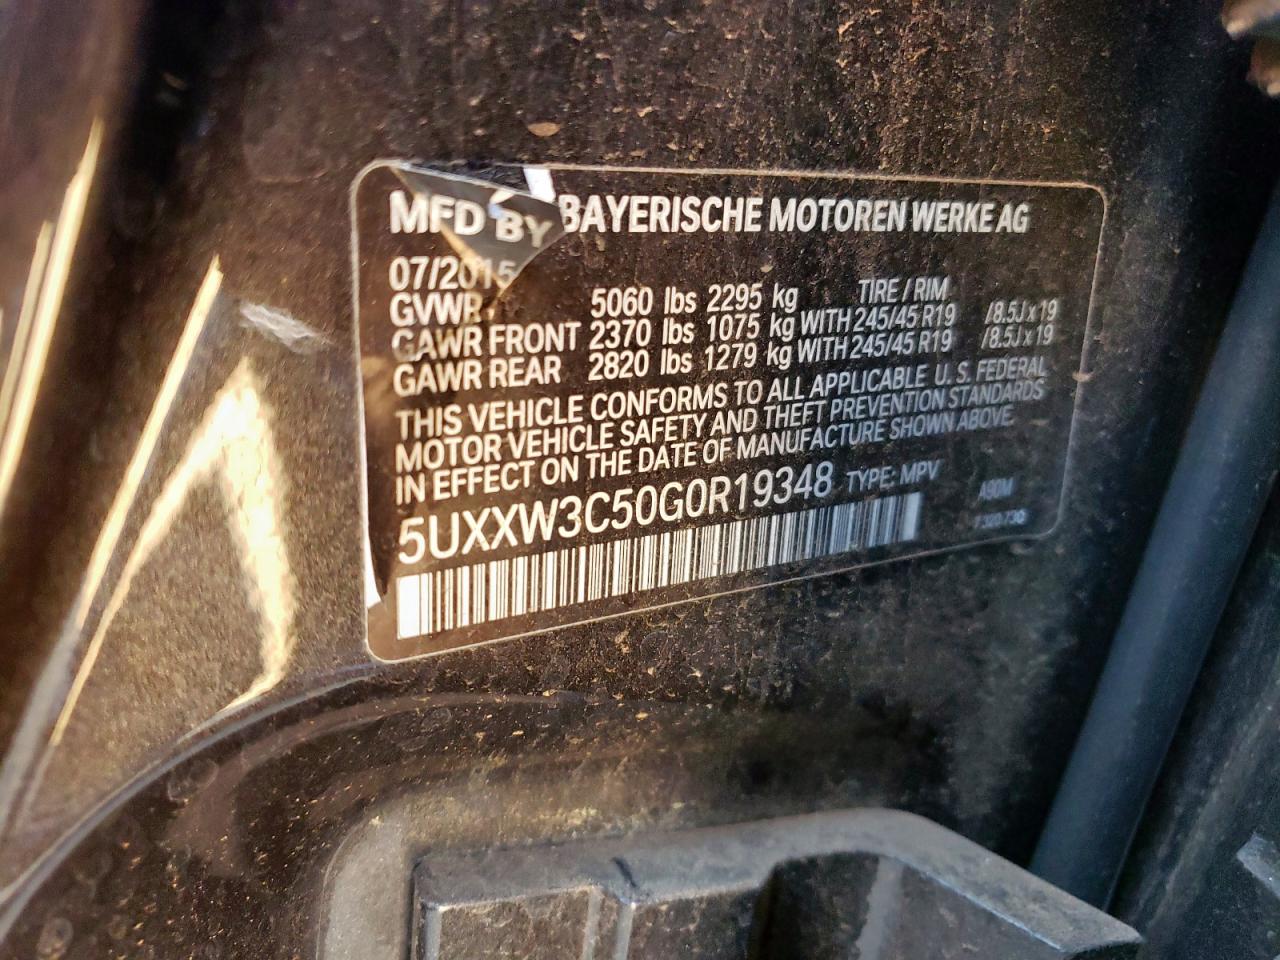 MFD BY BAYERISCHE MOTOREN WERKE AG
07/2015
GVWR 5060 lbs 2295 kg TIRE / RIM
GAWR FRONT 2370 lbs 1075 kg WITH 245/45 R19 /8.5J x 19
GAWR REAR 2820 lbs 1279 kg WITH 245/45 R19 /8.5J x 19
THIS VEHICLE CONFORMS TO ALL APPLICABLE U. S. FEDERAL
MOTOR VEHICLE SAFETY AND THEFT PREVENTION STANDARDS
IN EFFECT ON THE DATE OF MANUFACTURE SHOWN ABOVE
5UXXW3C50G0R19348 TYPE: MPV
A90M